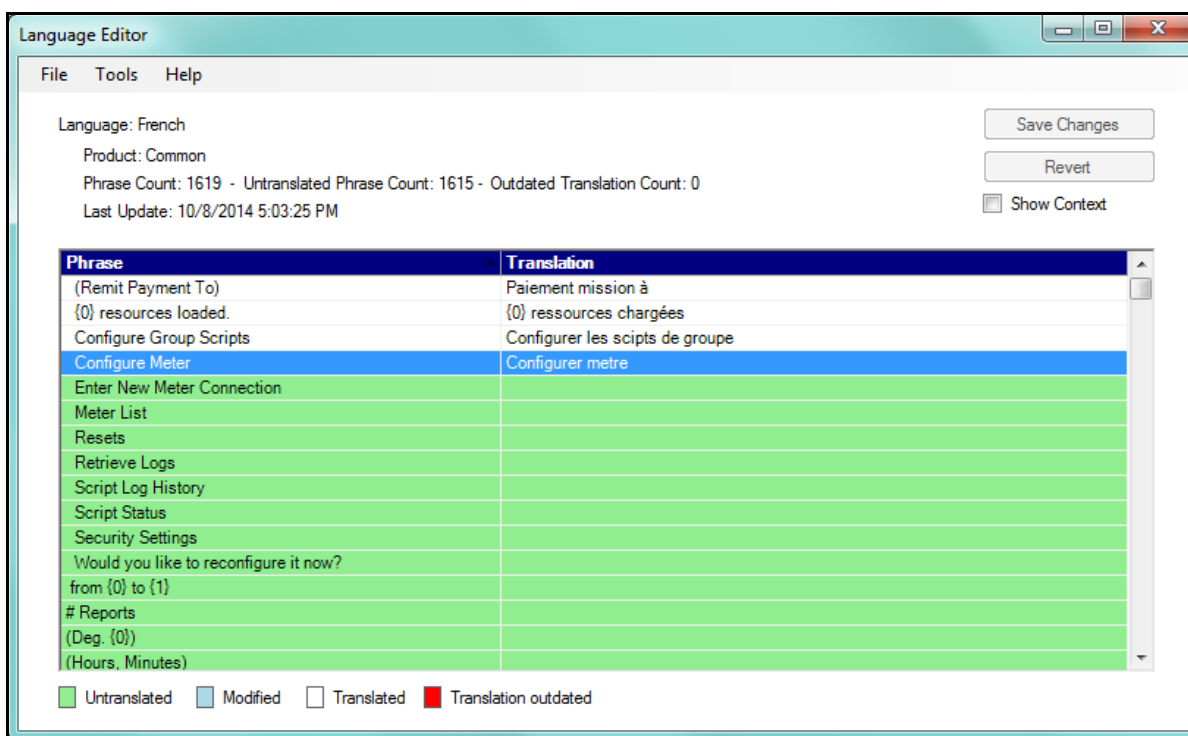 Language Editor
File Tools Help
Language: French
Save Changes
Product: Common
Revert
Phrase Count: 1619 - Untranslated Phrase Count: 1615 - Outdated Translation Count: 0
Show Context
Last Update: 10/8/2014 5:03:25 PM
Phrase Translation
(Remit Payment To) Paiement mission à
{0} resources loaded. {0} ressources chargées
Configure Group Scripts Configurer les scipts de groupe
Configure Meter Configurer metre
Enter New Meter Connection
Meter List
Resets
Retrieve Logs
Script Log History
Script Status
Security Settings
Would you like to reconfigure it now?
from {0} to {1}
# Reports
(Deg. {0})
(Hours, Minutes)
Untranslated Modified Translated Translation outdated